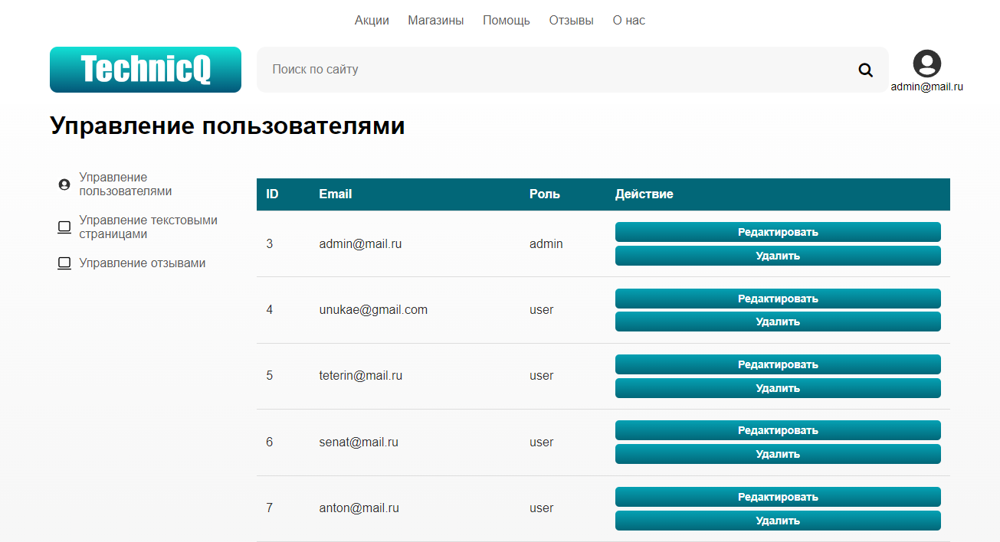 Акции Магазины Помощь Отзывы О нас
TechnicQ
Поиск по сайту
admin@mail.ru
Управление пользователями
Управление
пользователями
Управление текстовыми
страницами
Управление отзывами
ID Email Роль Действие
3 admin@mail.ru admin
Редактировать
Удалить
4 unukae@gmail.com user
Редактировать
Удалить
5 teterin@mail.ru user
Редактировать
Удалить
6 senat@mail.ru user
Редактировать
Удалить
7 anton@mail.ru user
Редактировать
Удалить